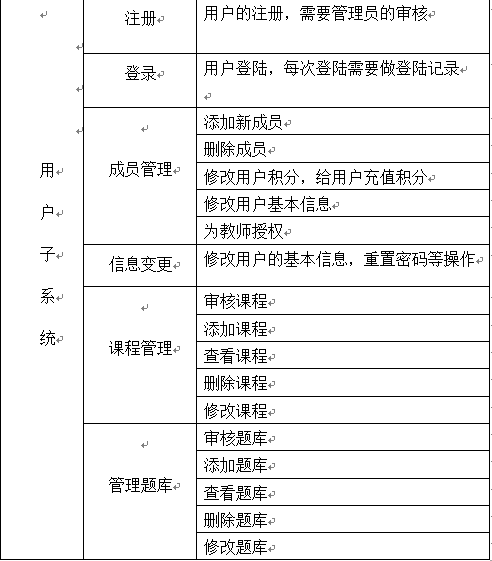 用
户
子
系
统
注册
用户的注册，需要管理员的审核
登录
用户登陆，每次登陆需要做登陆记录
成员管理
添加新成员
删除成员
修改用户积分，给用户充值积分
修改用户基本信息
为教师授权
信息变更
修改用户的基本信息，重置密码等操作
课程管理
审核课程
添加课程
查看课程
删除课程
修改课程
管理题库
审核题库
添加题库
查看题库
删除题库
修改题库